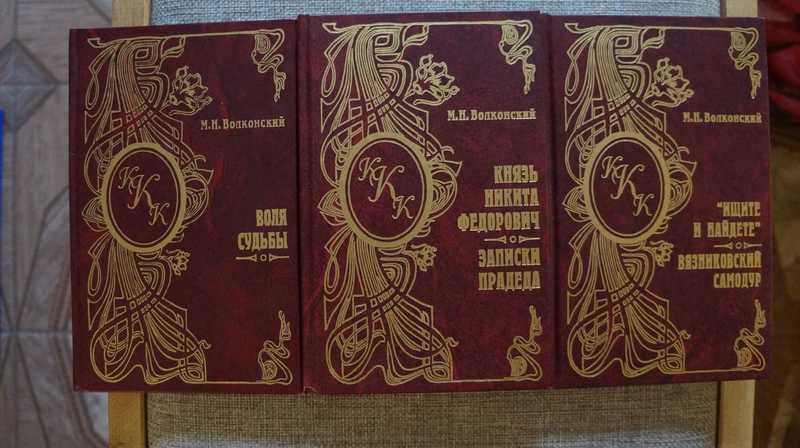 М.Н. Волконский
ККК
ВОЛЯ
СУДЬБЫ
М.Н. Волконский
ККК
КНЯЗЬ
НИКИТА
ФЕДОРОВИЧ
ЗАПИСКИ
ПРАДЕДА
М.Н. Волконский
ККК
"ИЩИТЕ
И НАЙДЕТЕ"
ВЯЗНИКОВСКИЙ
САМОДУР